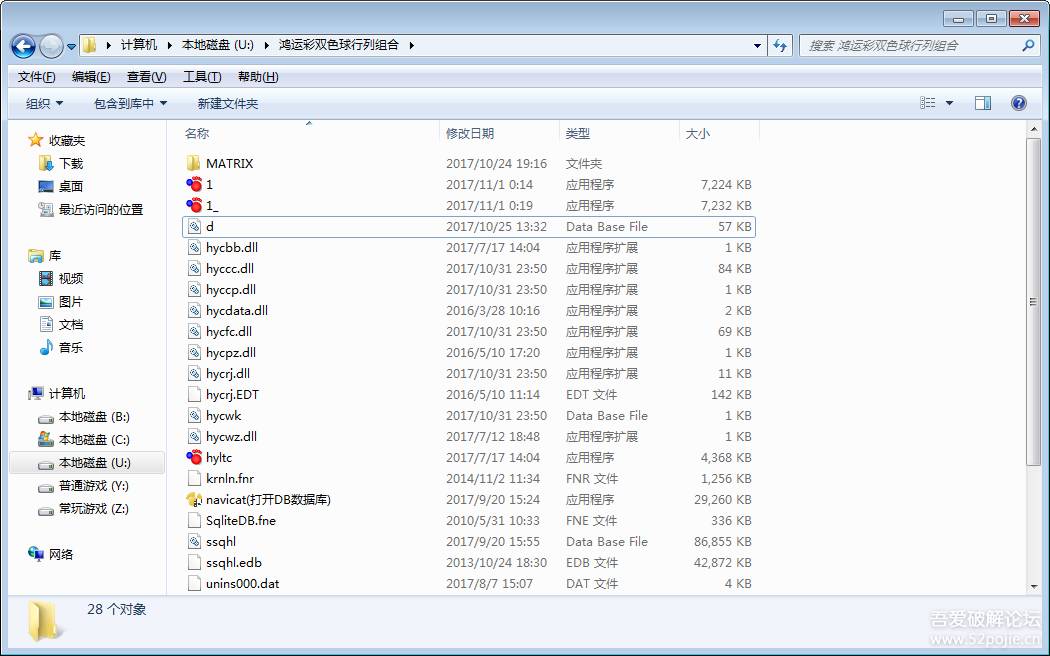 计算机 本地磁盘 (U:) 鸿运彩双色球行列组合
搜索 鸿运彩双色球行列组合
文件(F) 编辑(E) 查看(V) 工具(T) 帮助(H)
组织 包含到库中 新建文件夹
收藏夹
下载
桌面
最近访问的位置
库
视频
图片
文档
音乐
计算机
本地磁盘 (B:)
本地磁盘 (C:)
本地磁盘 (U:)
普通游戏 (Y:)
常玩游戏 (Z:)
网络
名称 修改日期 类型 大小
MATRIX 2017/10/24 19:16 文件夹
1 2017/11/1 0:14 应用程序 7,224 KB
1_ 2017/11/1 0:19 应用程序 7,232 KB
d 2017/10/25 13:32 Data Base File 57 KB
hycbb.dll 2017/7/17 14:04 应用程序扩展 1 KB
hyccc.dll 2017/10/31 23:50 应用程序扩展 84 KB
hyccp.dll 2017/10/31 23:50 应用程序扩展 1 KB
hycdata.dll 2016/3/28 10:16 应用程序扩展 2 KB
hycfc.dll 2017/10/31 23:50 应用程序扩展 69 KB
hycpz.dll 2016/5/10 17:20 应用程序扩展 1 KB
hycrj.dll 2017/10/31 23:50 应用程序扩展 11 KB
hycrj.EDT 2016/5/10 11:14 EDT 文件 142 KB
hycwk 2017/10/31 23:50 Data Base File 1 KB
hycwz.dll 2017/7/12 18:48 应用程序扩展 1 KB
hyltc 2017/7/17 14:04 应用程序 4,368 KB
krnln.fnr 2014/11/2 11:34 FNR 文件 1,256 KB
navicat(打开DB数据库) 2017/9/20 15:24 应用程序 29,260 KB
SqliteDB.fne 2010/5/31 10:33 FNE 文件 336 KB
ssqhl 2017/9/20 15:55 Data Base File 86,855 KB
ssqhl.edb 2013/10/24 18:30 EDB 文件 42,872 KB
unins000.dat 2017/8/7 15:07 DAT 文件 4 KB
28 个对象
吾爱破解论坛
www.52pojie.cn